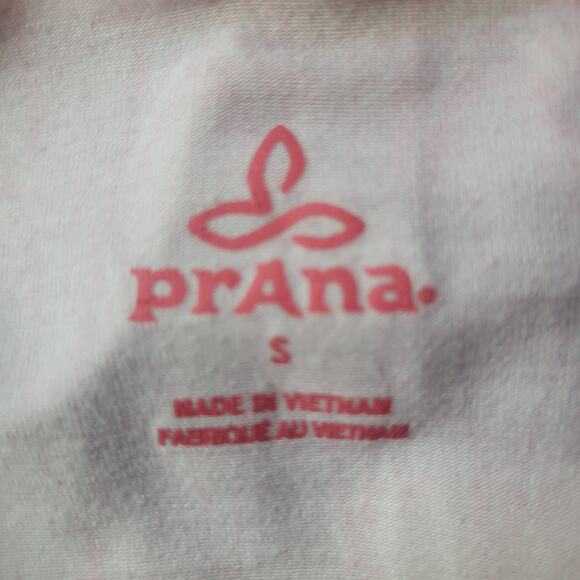 prAna.
S
MADE IN VIETNAM
FABRIQUÉ AU VIETNAM